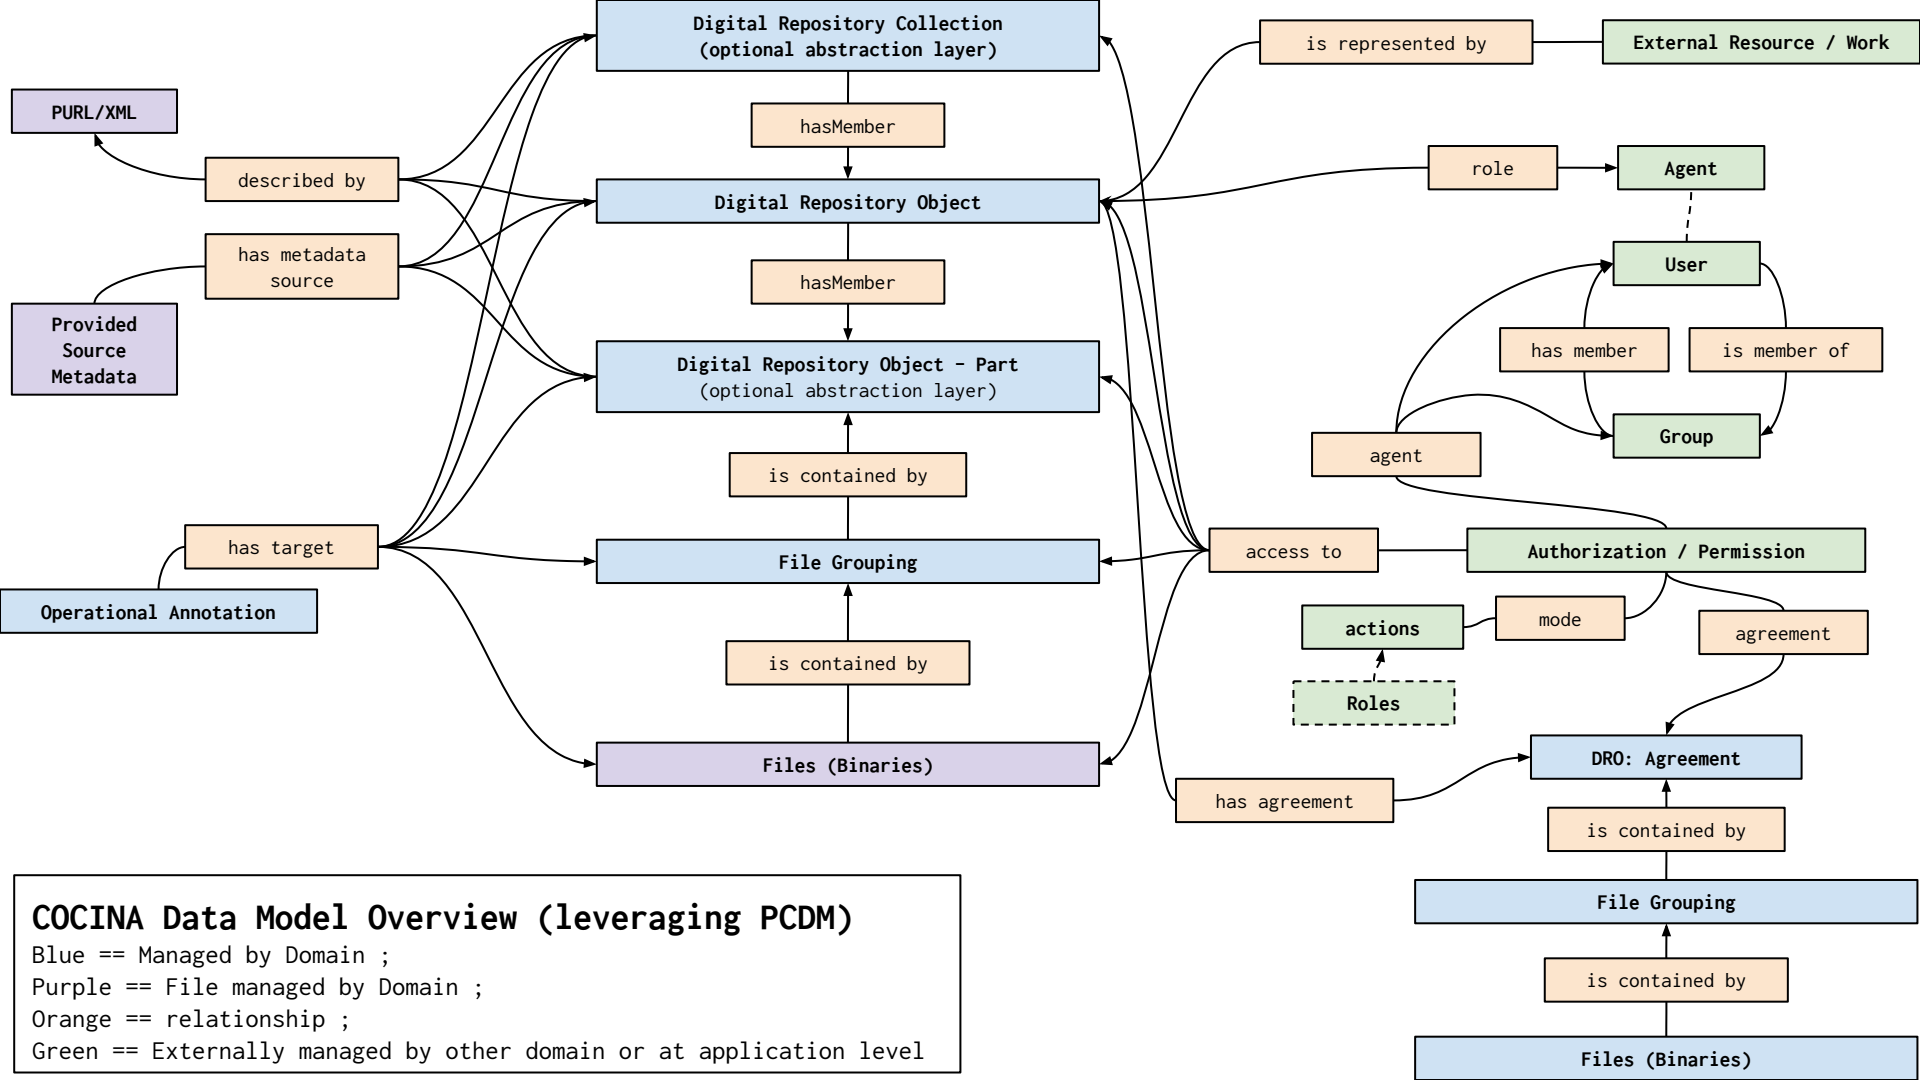 Digital Repository Collection
(optional abstraction layer)
is represented by
External Resource / Work
PURL/XML
hasMember
described by
role
Agent
Digital Repository Object
has metadata
source
User
hasMember
Provided
Source
Metadata
Digital Repository Object – Part
(optional abstraction layer)
has member
is member of
Group
agent
is contained by
has target
File Grouping
access to
Authorization / Permission
Operational Annotation
actions
mode
agreement
is contained by
Roles
Files (Binaries)
DRO: Agreement
has agreement
is contained by
File Grouping
is contained by
Files (Binaries)
COCINA Data Model Overview (leveraging PCDM)
Blue == Managed by Domain ;
Purple == File managed by Domain ;
Orange == relationship ;
Green == Externally managed by other domain or at application level